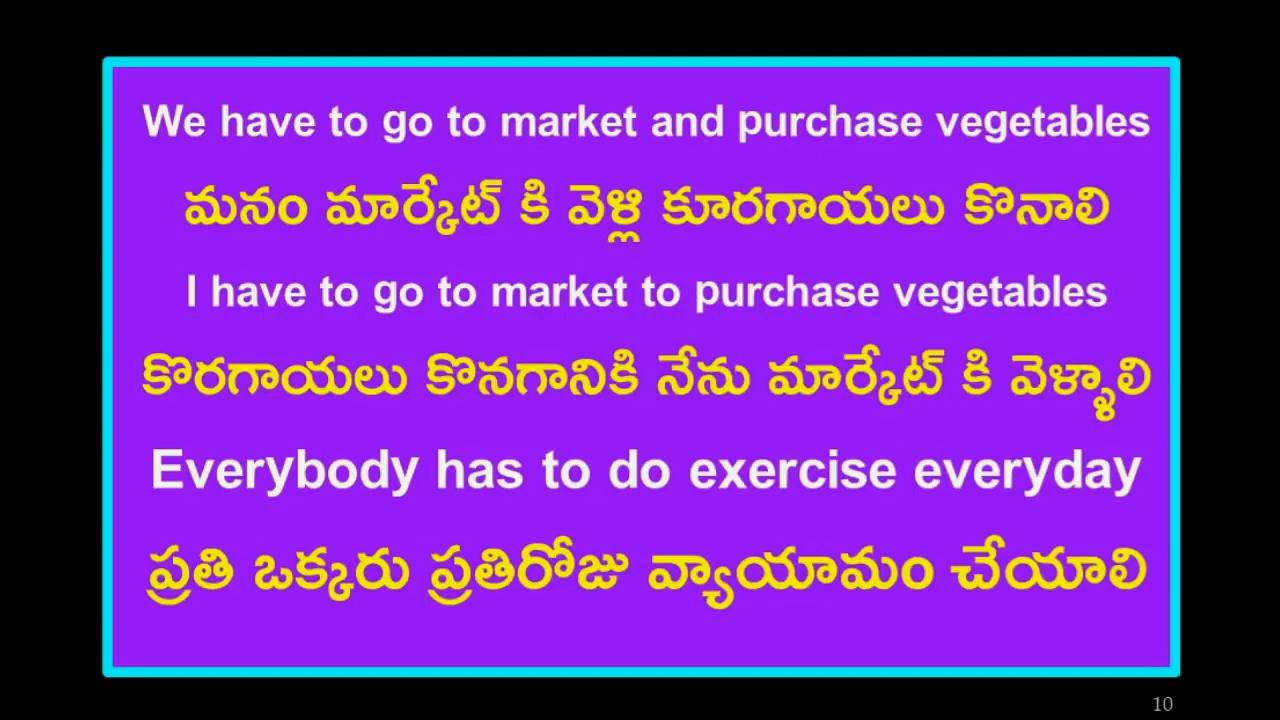 We have to go to market and purchase vegetables
మనం మార్కేట్ కి వెళ్లి కూరగాయలు కొనాలి
I have to go to market to purchase vegetables
కొరగాయలు కొనగానికి నేను మార్కేట్ కి వెళ్ళాలి
Everybody has to do exercise everyday
ప్రతి ఒక్కరు ప్రతిరోజు వ్యాయామం చేయాలి
10